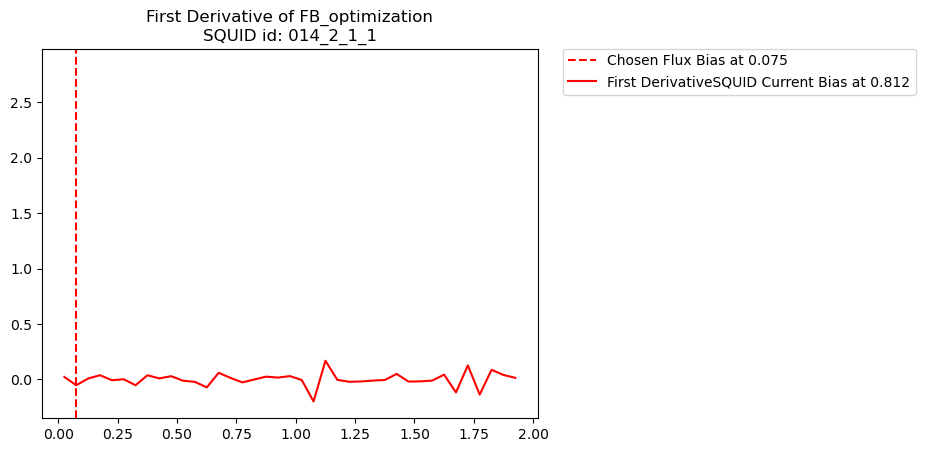 First Derivative of FB_optimization
SQUID id: 014_2_1_1
Chosen Flux Bias at 0.075
First DerivativeSQUID Current Bias at 0.812
2.5
2.0
1.5
1.0
0.5
0.0
0.00 0.25 0.50 0.75 1.00 1.25 1.50 1.75 2.00